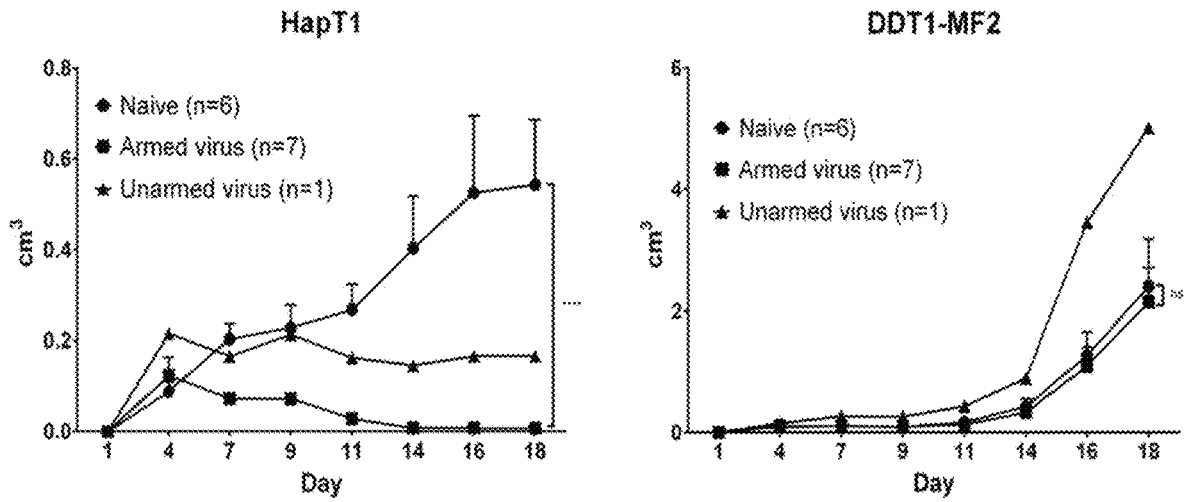 HapT1
0.8
0.6
0.4
0.2
0.0
cm³
Naive (n=6)
Armed virus (n=7)
Unarmed virus (n=1)
1 4 7 9 11 14 16 18
Day
DDT1-MF2
6
4
2
0
cm³
Naive (n=6)
Armed virus (n=7)
Unarmed virus (n=1)
1 4 7 9 11 14 16 18
Day